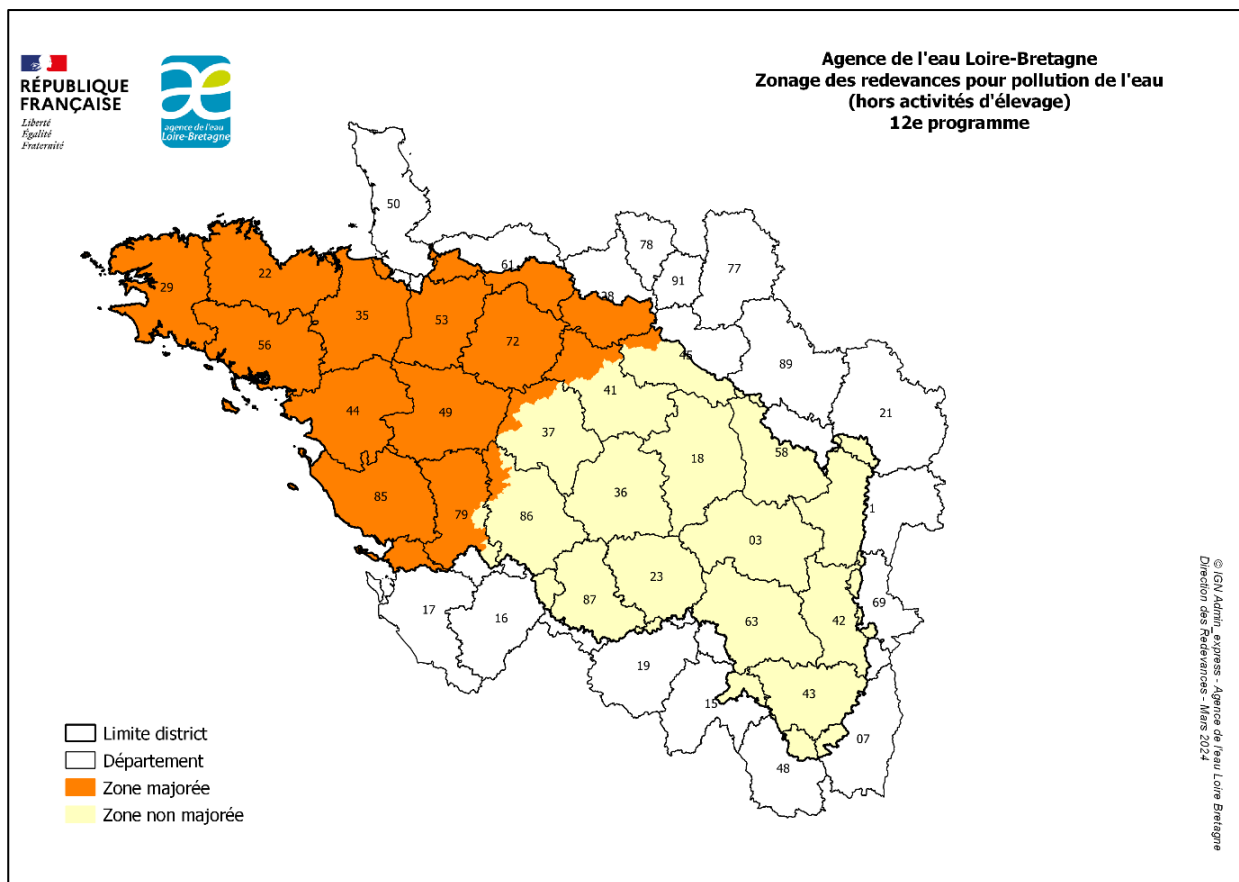 RÉPUBLIQUE
FRANÇAISE
Liberté
Égalité
Fraternité
agence de l'eau
Loire-Bretagne
Agence de l'eau Loire-Bretagne
Zonage des redevances pour pollution de l'eau
(hors activités d'élevage)
12e programme
50
78
61
77
22
91
29
28
35
53
72
56
45
89
41
44
49
21
37
18
58
36
85
1
79
86
03
23
87
69
17
16
63
42
19
43
15
07
48
Limite district
Département
Zone majorée
Zone non majorée
© IGN Admin_express - Agence de l'eau Loire Bretagne
Direction des Redevances - Mars 2024